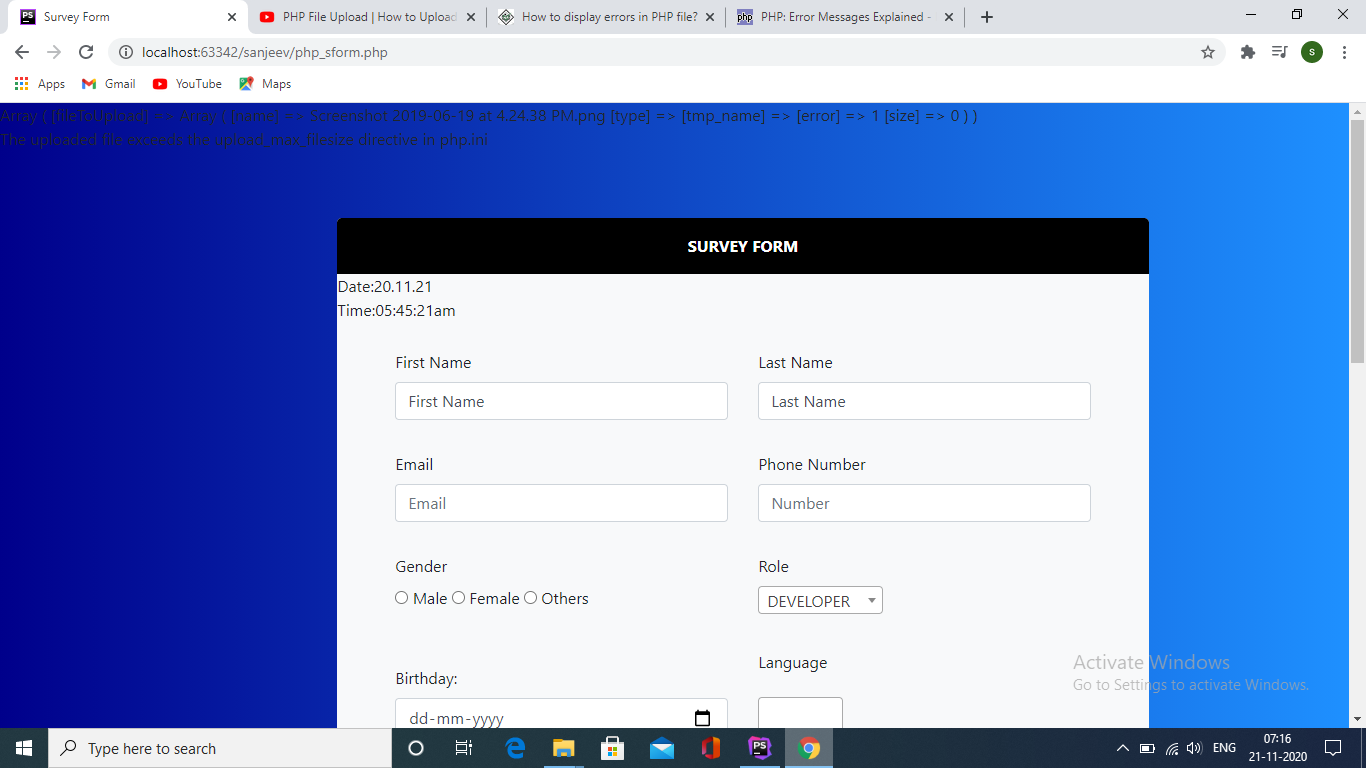 Survey Form
PHP File Upload | How to Upload
How to display errors in PHP file?
php
PHP: Error Messages Explained -
localhost:63342/sanjeev/php_sform.php
S
Apps
Gmail
YouTube
Maps
Array ( [fileToUpload] => Array ( [name] => Screenshot 2019-06-19 at 4.24.38 PM.png [type] => [tmp_name] => [error] => 1 [size] => 0 ) )
The uploaded file exceeds the upload_max_filesize directive in php.ini
SURVEY FORM
Date:20.11.21
Time:05:45:21am
First Name
Last Name
First Name
Last Name
Email
Phone Number
Email
Number
Gender
Role
Male Female Others
DEVELOPER
Language
Birthday:
dd-mm-yyyy
Activate Windows
Go to Settings to activate Windows.
Type here to search
PS
ENG
07:16
21-11-2020